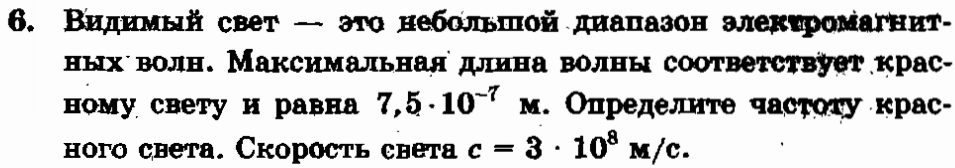 6. Видимый свет — это небольшой диапазон электромагнит-
ных волн. Максимальная длина волны соответствует крас-
ному свету и равна 7,5 · 10⁻⁷ м. Определите частоту крас-
ного света. Скорость света c = 3 · 10⁸ м/с.